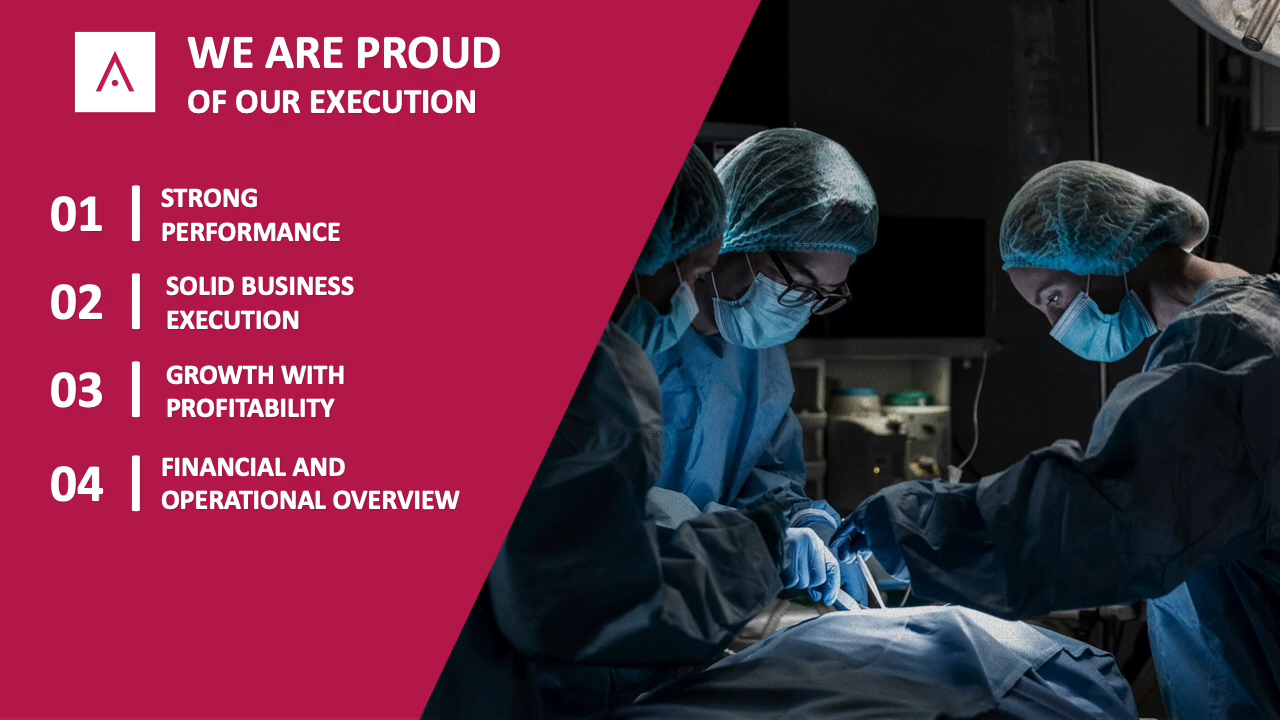 WE ARE PROUD
OF OUR EXECUTION
01
STRONG
PERFORMANCE
02
SOLID BUSINESS
EXECUTION
03
GROWTH WITH
PROFITABILITY
04
FINANCIAL AND
OPERATIONAL OVERVIEW